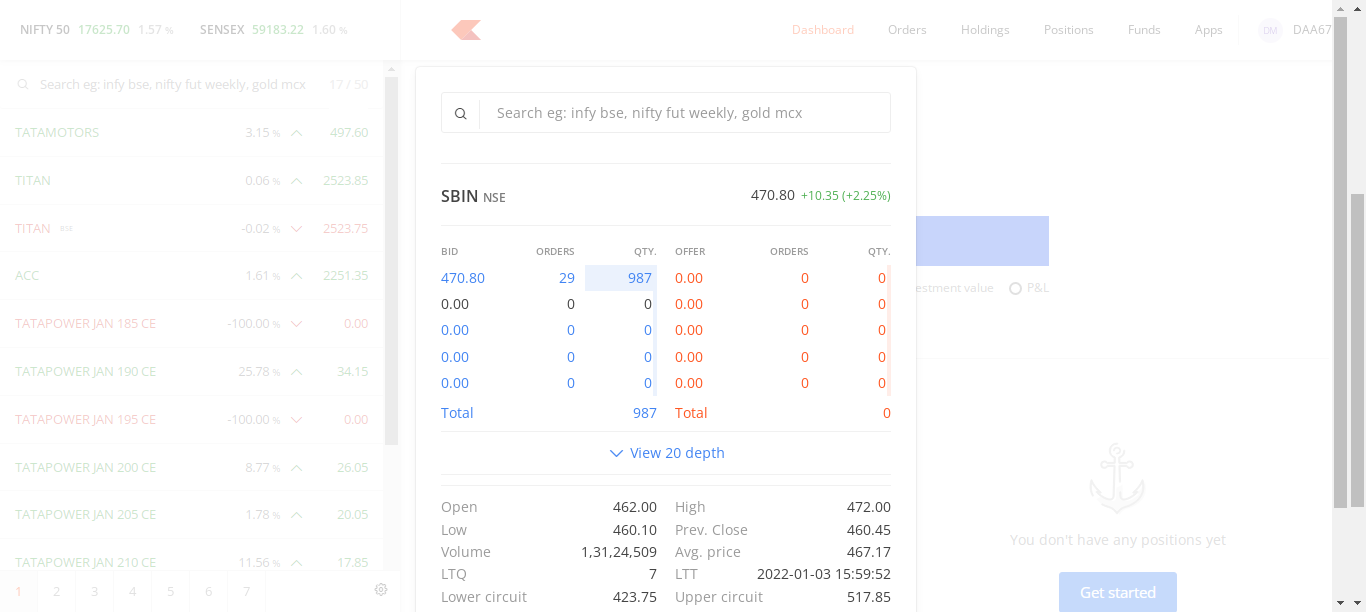 NIFTY 50 17625.70 1.57 % SENSEX 59183.22 1.60 %
Dashboard Orders Holdings Positions Funds Apps DM DAA67
Search eg: infy bse, nifty fut weekly, gold mcx 17 / 50
TATAMOTORS 3.15 % 497.60
TITAN 0.06 % 2523.85
TITAN BSE -0.02 % 2523.75
ACC 1.61 % 2251.35
TATAPOWER JAN 185 CE -100.00 % 0.00
TATAPOWER JAN 190 CE 25.78 % 34.15
TATAPOWER JAN 195 CE -100.00 % 0.00
TATAPOWER JAN 200 CE 8.77 % 26.05
TATAPOWER JAN 205 CE 1.78 % 20.05
TATAPOWER JAN 210 CE 11.56 % 17.85
1 2 3 4 5 6 7
Search eg: infy bse, nifty fut weekly, gold mcx
SBIN NSE 470.80 +10.35 (+2.25%)
BID ORDERS QTY. OFFER ORDERS QTY.
470.80 29 987 0.00 0 0
0.00 0 0 0.00 0 0
0.00 0 0 0.00 0 0
0.00 0 0 0.00 0 0
0.00 0 0 0.00 0 0
Total 987 Total 0
View 20 depth
Open 462.00 High 472.00
Low 460.10 Prev. Close 460.45
Volume 1,31,24,509 Avg. price 467.17
LTQ 7 LTT 2022-01-03 15:59:52
Lower circuit 423.75 Upper circuit 517.85
estment value P&L
You don't have any positions yet
Get started